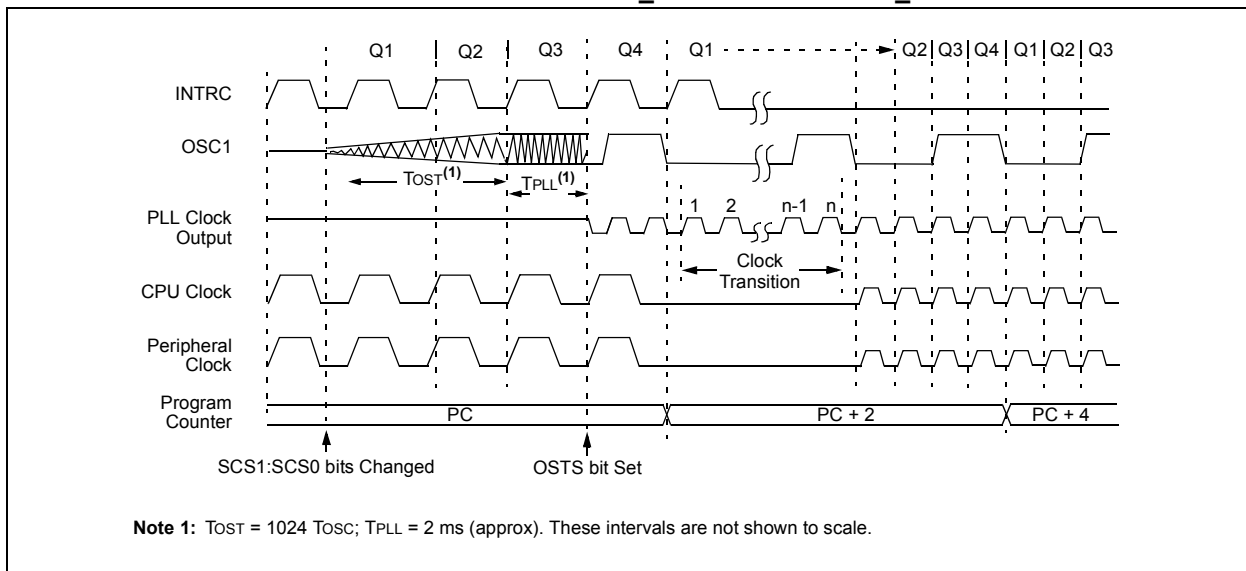 Q1 Q2 Q3 Q4 Q1 Q2 Q3 Q4 Q1 Q2 Q3
INTRC
OSC1
TOST(1) TPLL(1)
1 2 n-1 n
PLL Clock
Output
Clock
Transition
CPU Clock
Peripheral
Clock
Program
Counter
PC PC + 2 PC + 4
SCS1:SCS0 bits Changed OSTS bit Set
Note 1: TOST = 1024 TOSC; TPLL = 2 ms (approx). These intervals are not shown to scale.